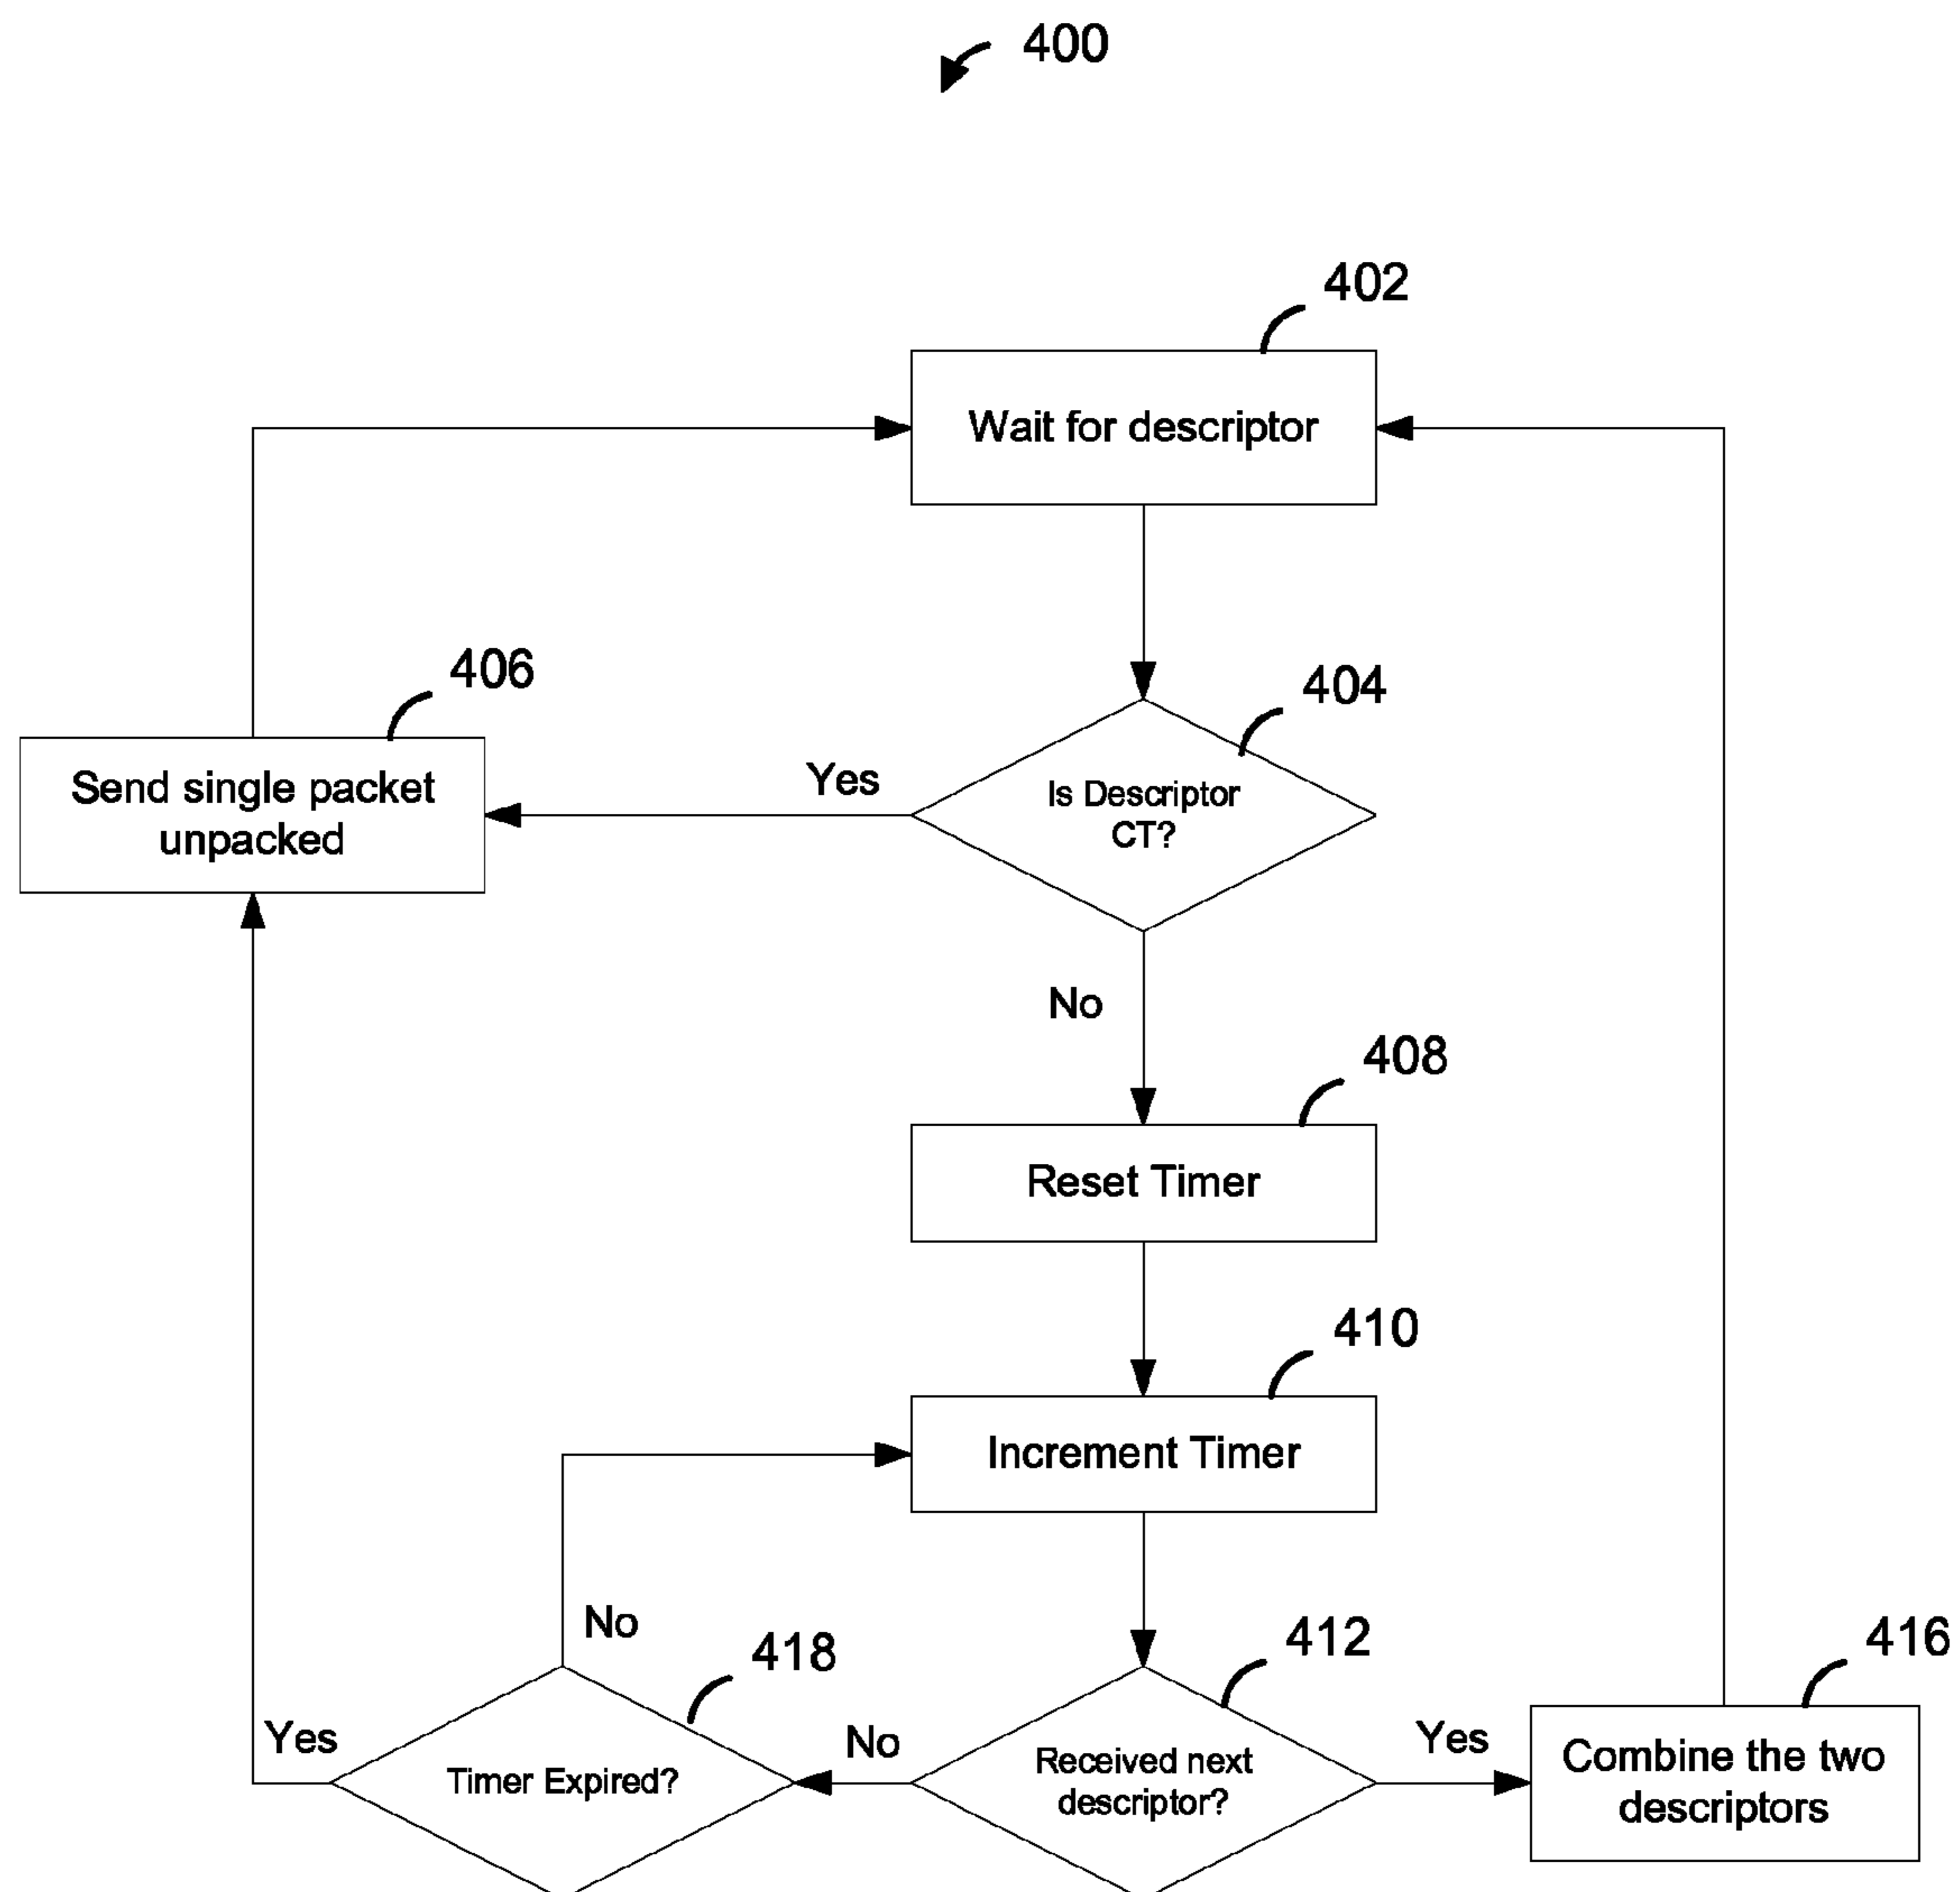 400
402
Wait for descriptor
406
404
Send single packet
unpacked
Yes
Is Descriptor
CT?
No
408
Reset Timer
410
Increment Timer
No
418
412
416
Yes
Timer Expired?
No
Received next
descriptor?
Yes
Combine the two
descriptors